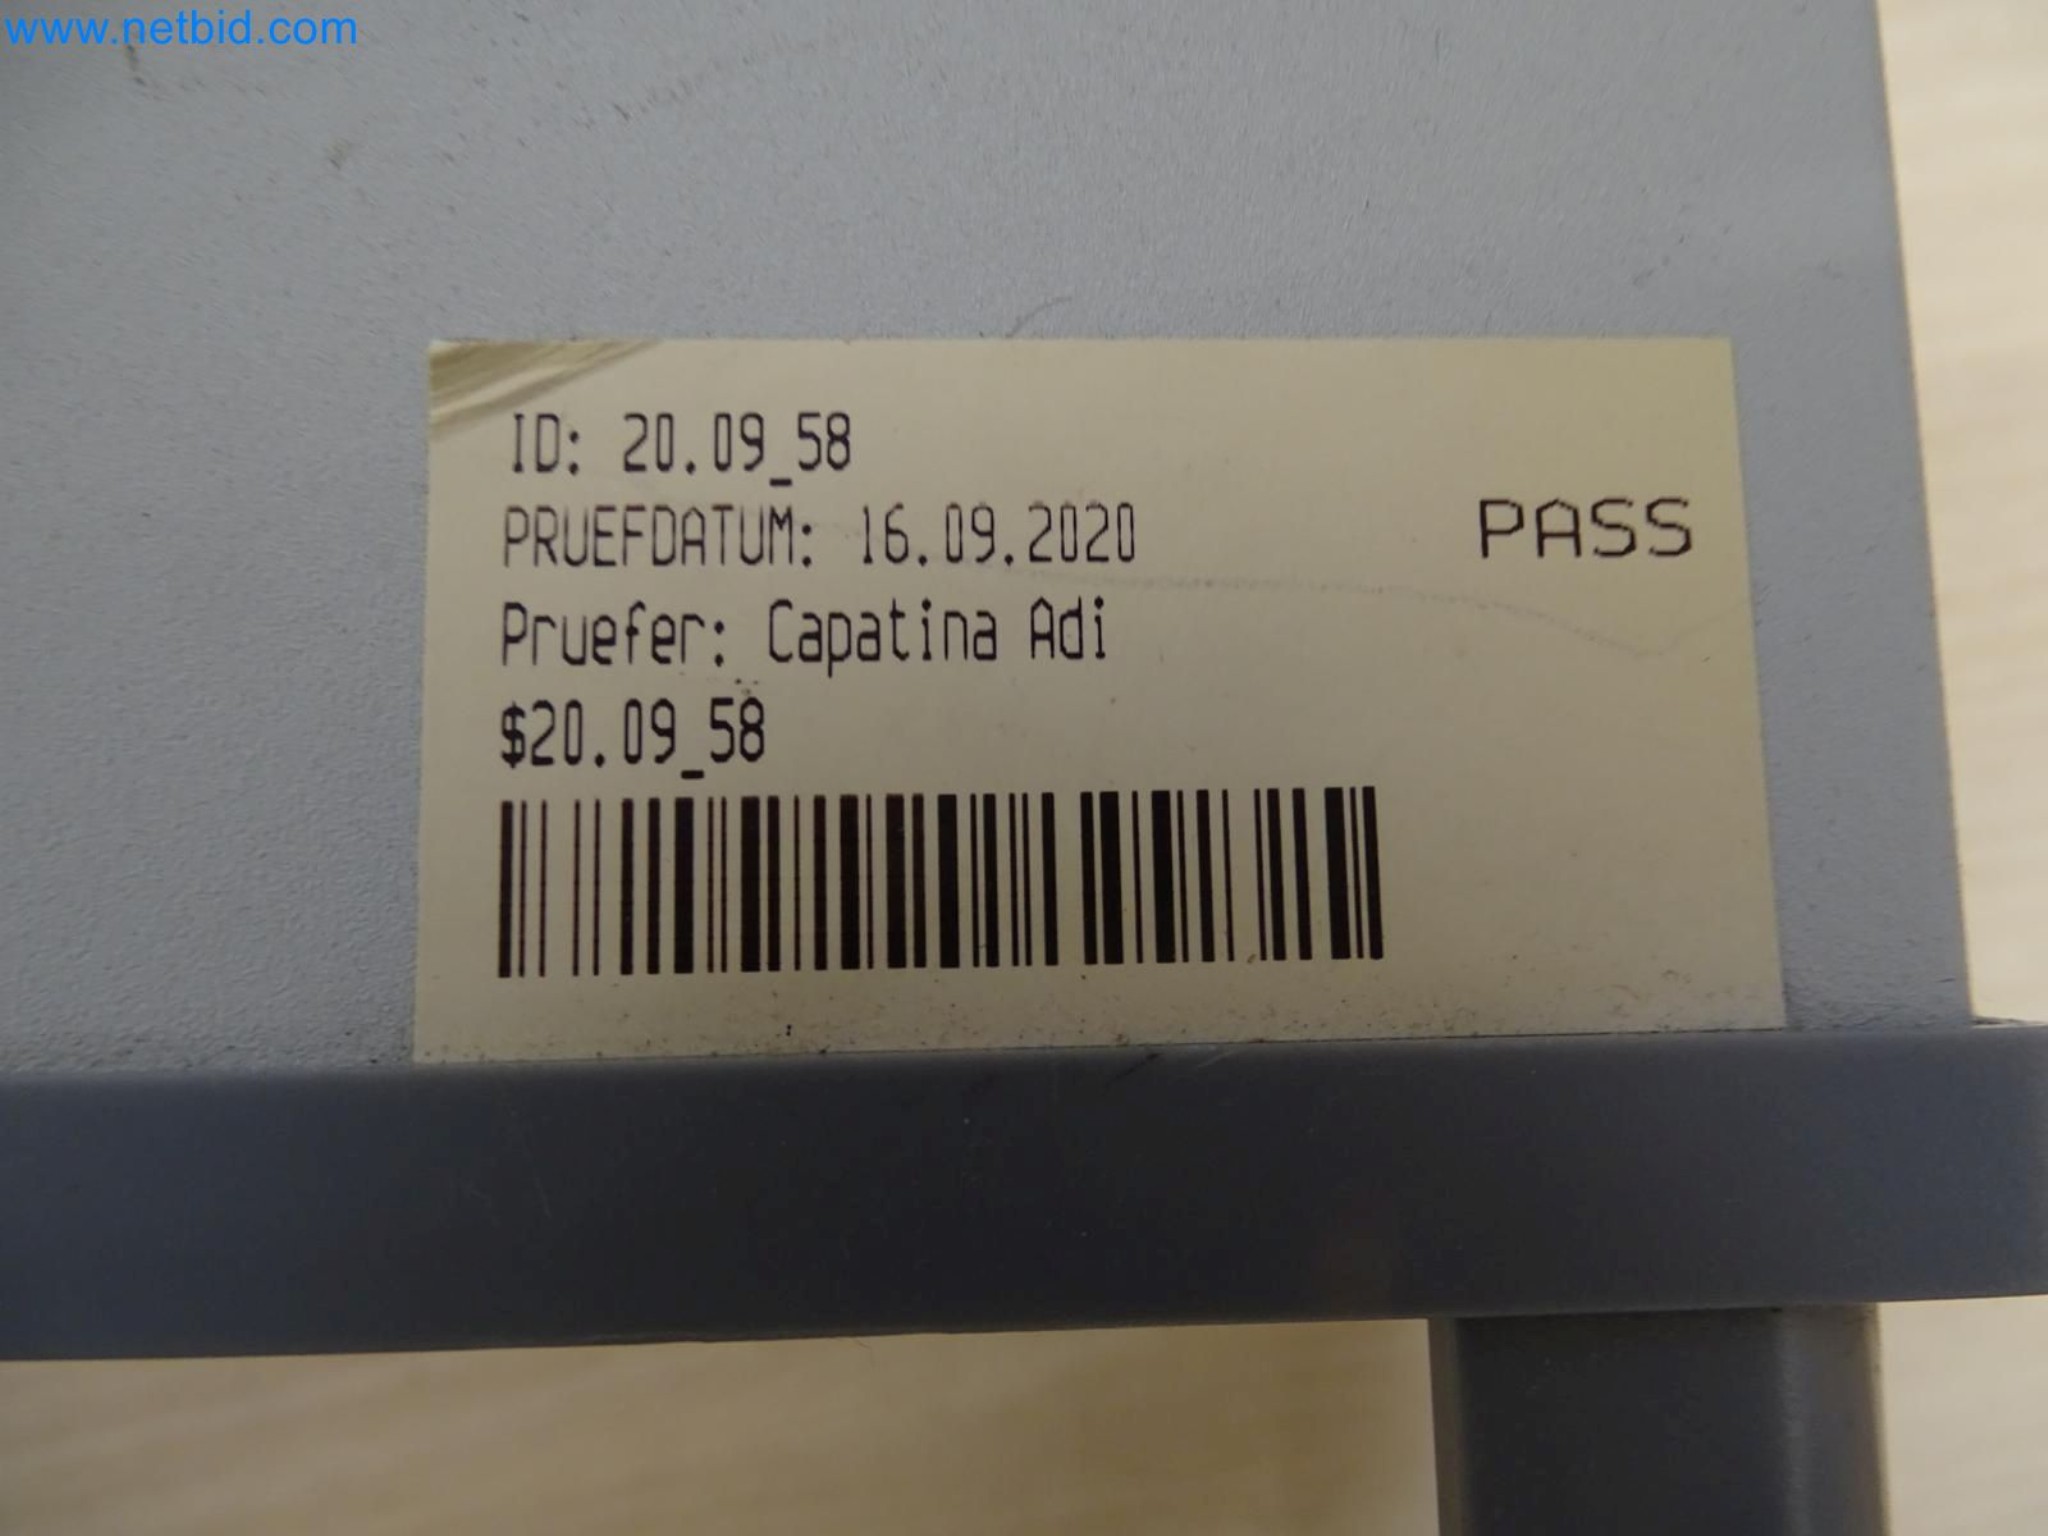 www.netbid.com
ID: 20.09_58
PRUEFDATUM: 16.09.2020 PASS
Pruefer: Capatina Adi
$20.09_58